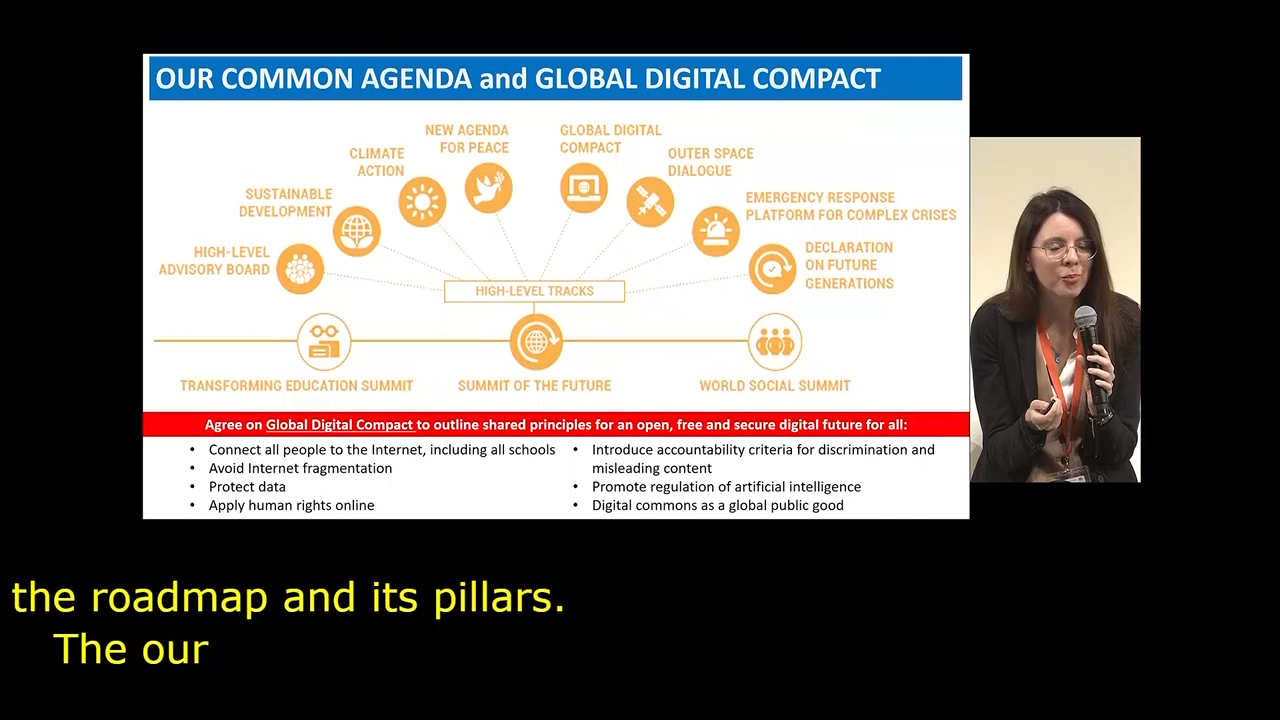 OUR COMMON AGENDA and GLOBAL DIGITAL COMPACT
NEW AGENDA
FOR PEACE
GLOBAL DIGITAL
COMPACT
CLIMATE
ACTION
OUTER SPACE
DIALOGUE
SUSTAINABLE
DEVELOPMENT
EMERGENCY RESPONSE
PLATFORM FOR COMPLEX CRISES
HIGH-LEVEL
ADVISORY BOARD
DECLARATION
ON FUTURE
GENERATIONS
HIGH-LEVEL TRACKS
TRANSFORMING EDUCATION SUMMIT
SUMMIT OF THE FUTURE
WORLD SOCIAL SUMMIT
Agree on Global Digital Compact to outline shared principles for an open, free and secure digital future for all:
• Connect all people to the Internet, including all schools
• Avoid Internet fragmentation
• Protect data
• Apply human rights online
• Introduce accountability criteria for discrimination and
misleading content
• Promote regulation of artificial intelligence
• Digital commons as a global public good
the roadmap and its pillars.
The our